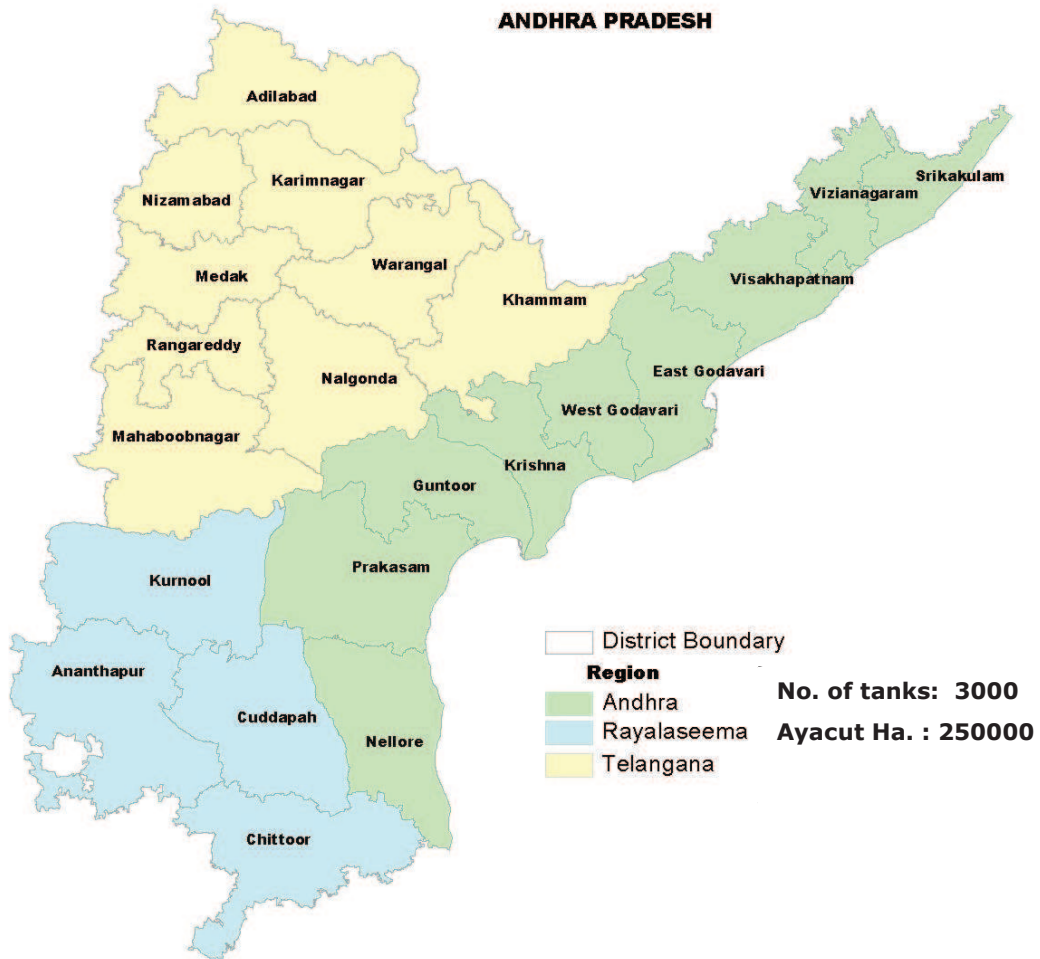 ANDHRA PRADESH
Adilabad
Karimnagar
Nizamabad
Srikakulam
Vizianagaram
Warangal
Medak
Visakhapatnam
Khammam
Rangareddy
Nalgonda
East Godavari
West Godavari
Mahaboobnagar
Krishna
Guntoor
Prakasam
Kurnool
Ananthapur
Cuddapah
Nellore
Chittoor
District Boundary
Region
Andhra
Rayalaseema
Telangana
No. of tanks: 3000
Ayacut Ha. : 250000